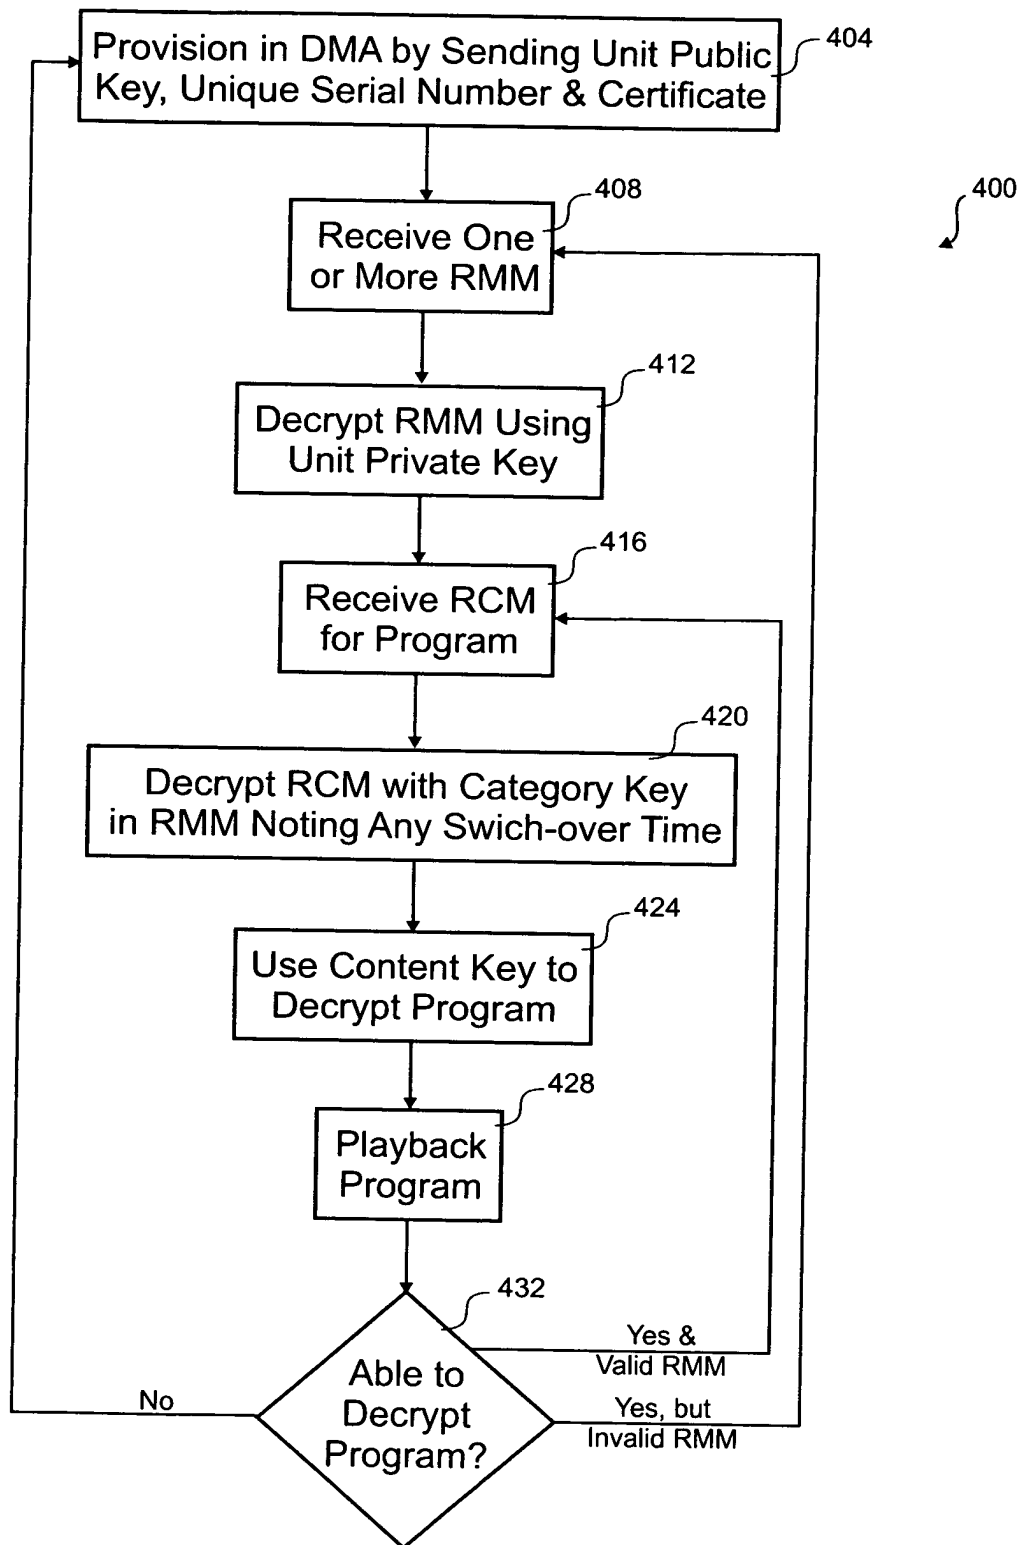 Provision in DMA by Sending Unit Public
Key, Unique Serial Number & Certificate
404
408
400
Receive One
or More RMM
412
Decrypt RMM Using
Unit Private Key
416
Receive RCM
for Program
420
Decrypt RCM with Category Key
in RMM Noting Any Swich-over Time
424
Use Content Key to
Decrypt Program
428
Playback
Program
432
Able to
Decrypt
Program?
Yes &
Valid RMM
No
Yes, but
Invalid RMM